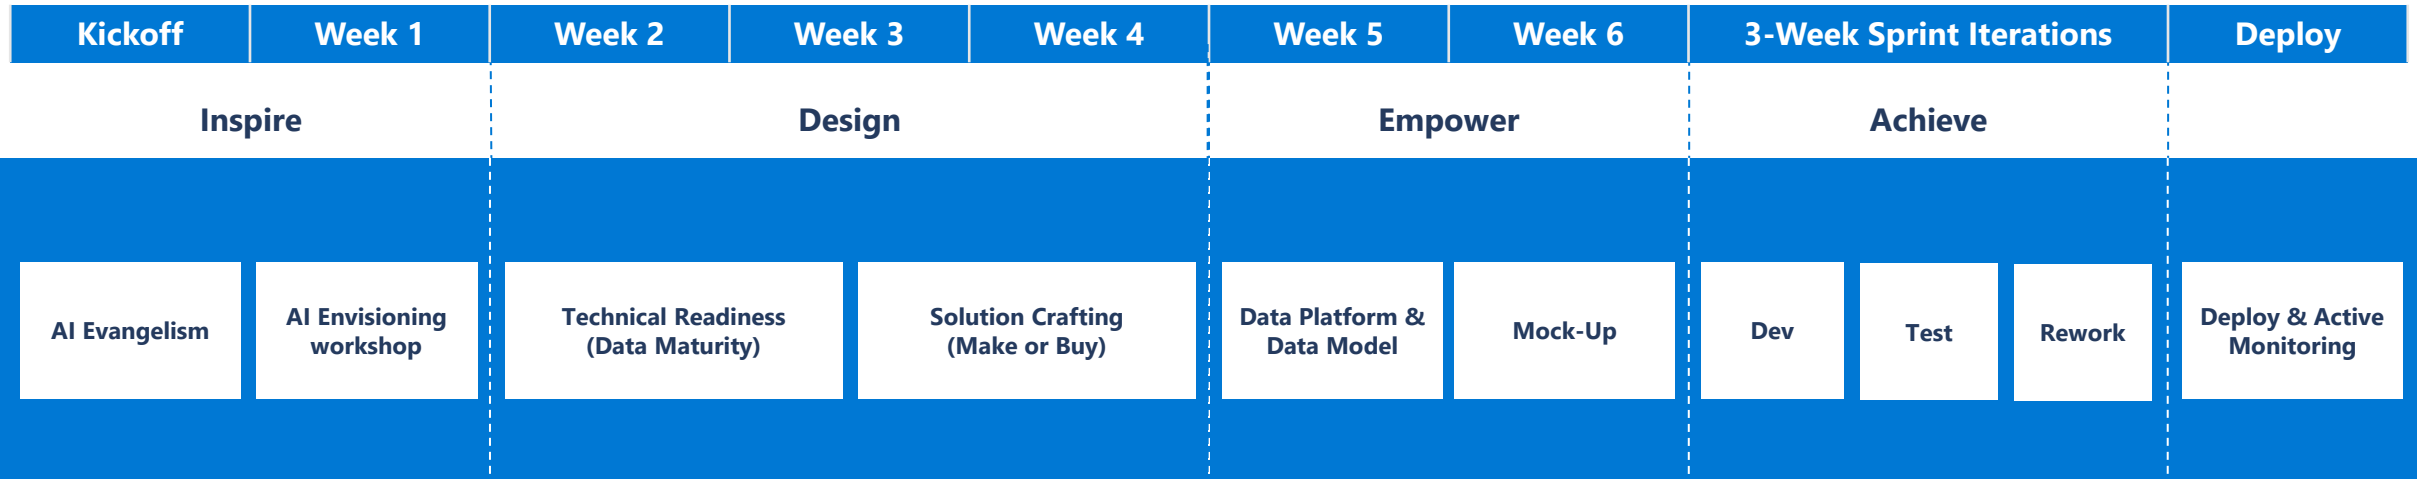 Kickoff
Week 1
Week 2
Week 3
Week 4
Week 5
Week 6
3-Week Sprint Iterations
Deploy
Inspire
Design
Empower
Achieve
AI Evangelism
AI Envisioning
workshop
Technical Readiness
(Data Maturity)
Solution Crafting
(Make or Buy)
Data Platform &
Data Model
Mock-Up
Dev
Test
Rework
Deploy & Active
Monitoring